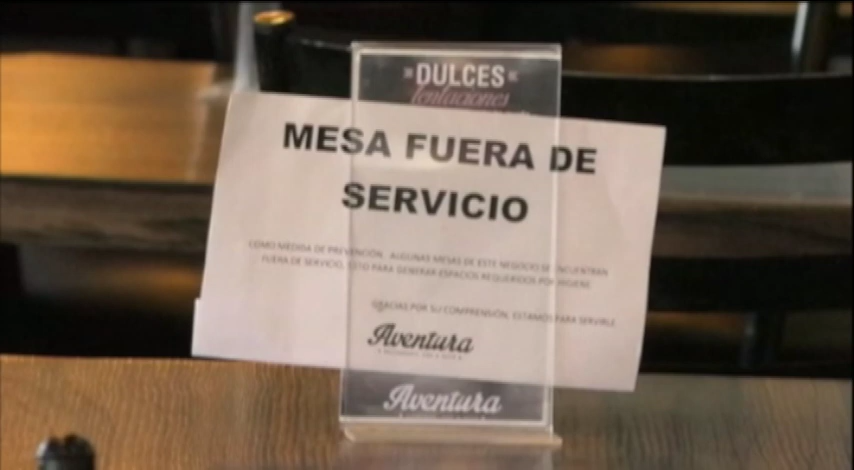 DULCES
Tentaciones
MESA FUERA DE
SERVICIO
COMO MEDIDA DE PREVENCIÓN. ALGUNAS MESAS DE ESTE NEGOCIO SE ENCUENTRAN
FUERA DE SERVICIO, ESTO PARA GENERAR ESPACIOS REQUERIDOS POR HIGIENE
GRACIAS POR SU COMPRENSIÓN, ESTAMOS PARA SERVIRLE.
Aventura
Aventura